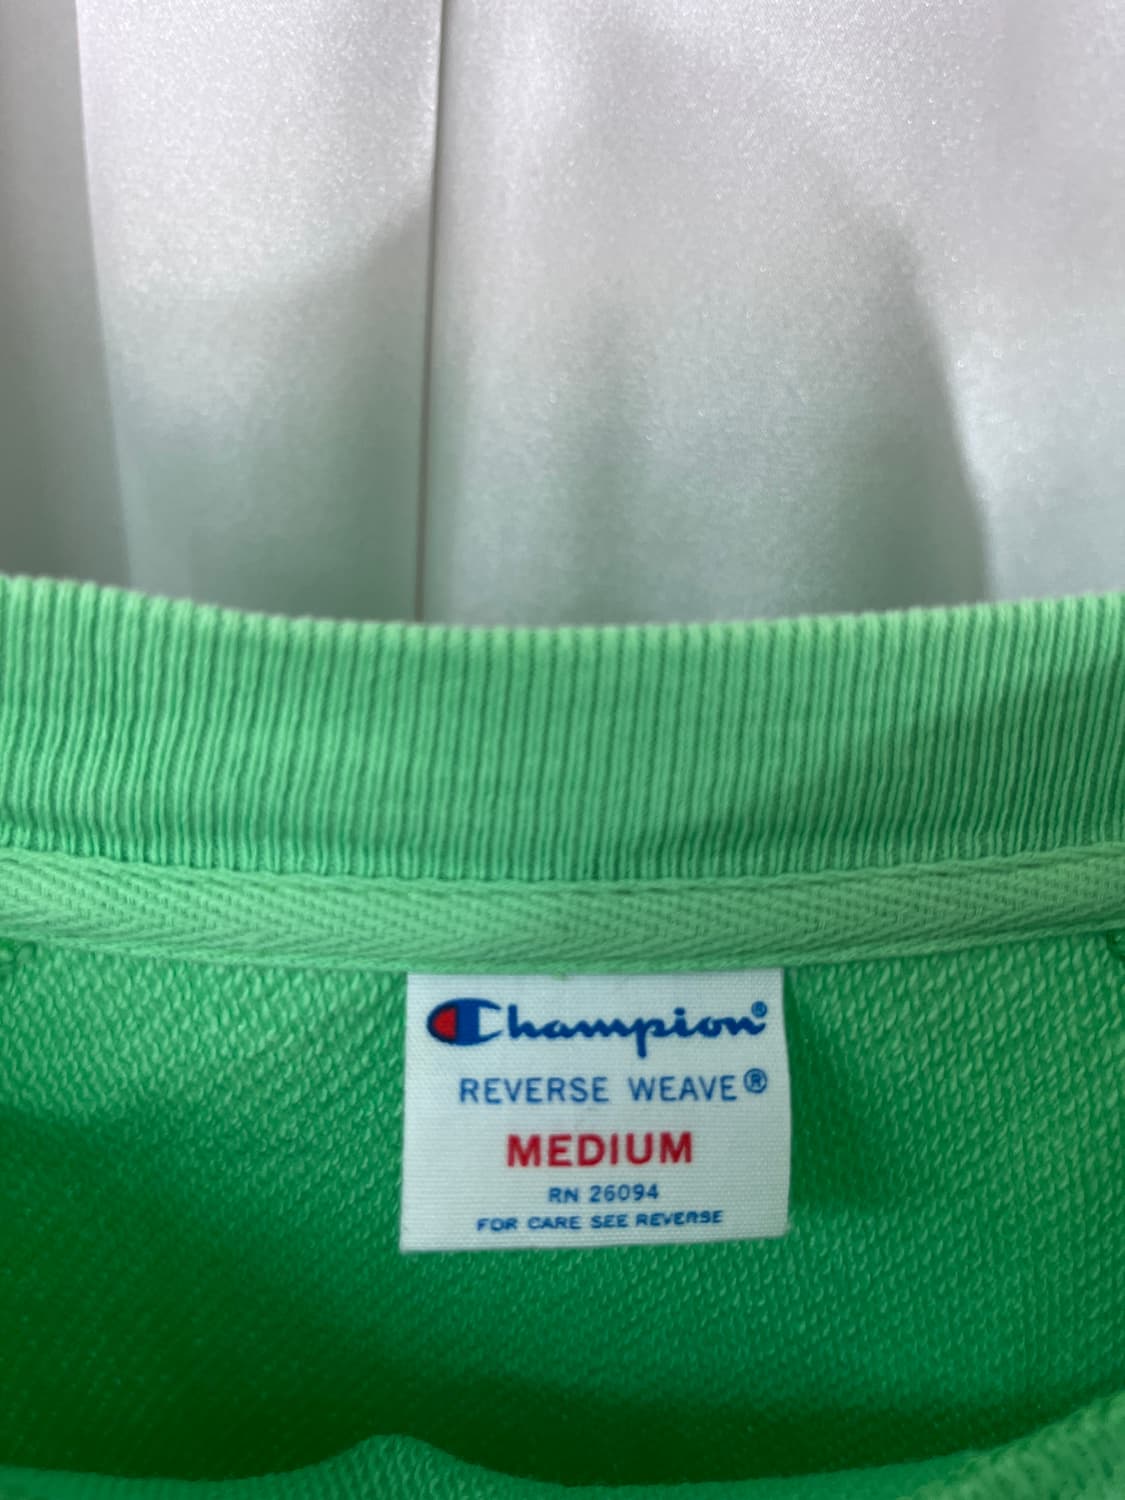 Champion®
REVERSE WEAVE®
MEDIUM
RN 26094
FOR CARE SEE REVERSE